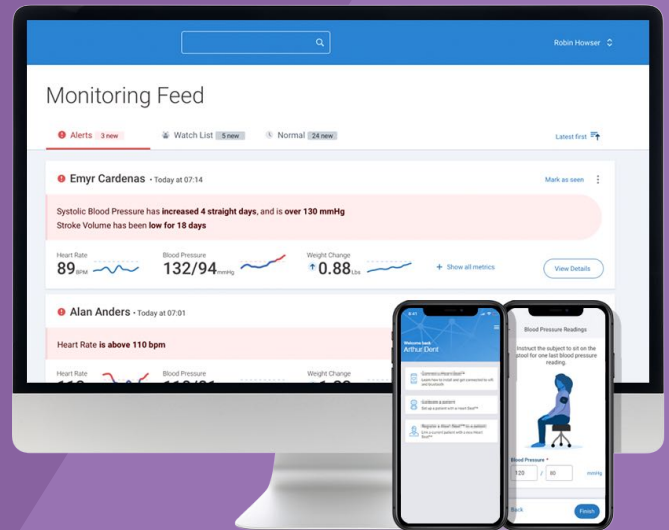 Robin Howser
Monitoring Feed
Alerts 3 new
Watch List 5 new
Normal 24 new
Latest first
Emyr Cardenas • Today at 07:14
Mark as seen
Systolic Blood Pressure has increased 4 straight days, and is over 130 mmHg
Stroke Volume has been low for 18 days
Heart Rate
89 BPM
Blood Pressure
132/94 mmHg
Weight Change
0.88 Lbs
+ Show all metrics
View Details
Alan Anders • Today at 07:01
Heart Rate is above 110 bpm
Heart Rate
Blood Pressure
Weight Change
Welcome back
Arthur Dent
Blood Pressure Readings
Instruct the subject to sit on the
stool for one last blood pressure
reading.
Blood Pressure *
120 / 80 mmHg
Back
Finish